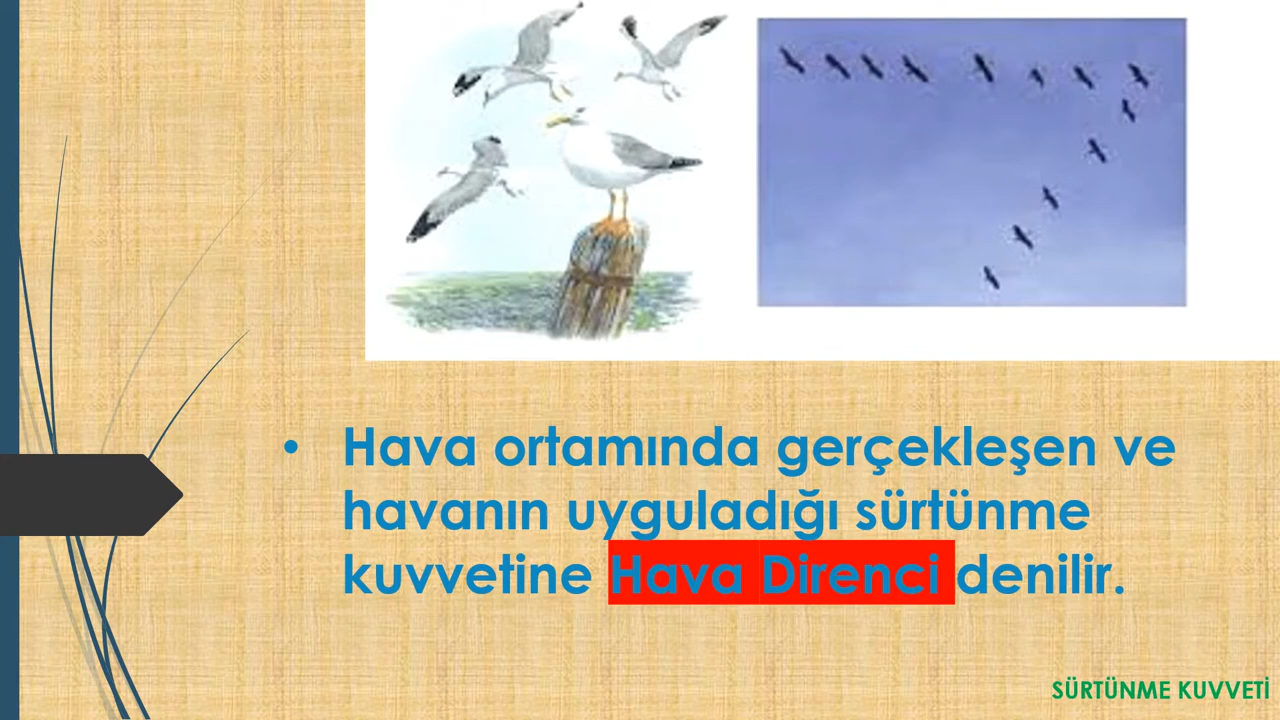 • Hava ortamında gerçekleşen ve
havanın uyguladığı sürtünme
kuvvetine Hava Direnci denilir.
SÜRTÜNME KUVVETİ